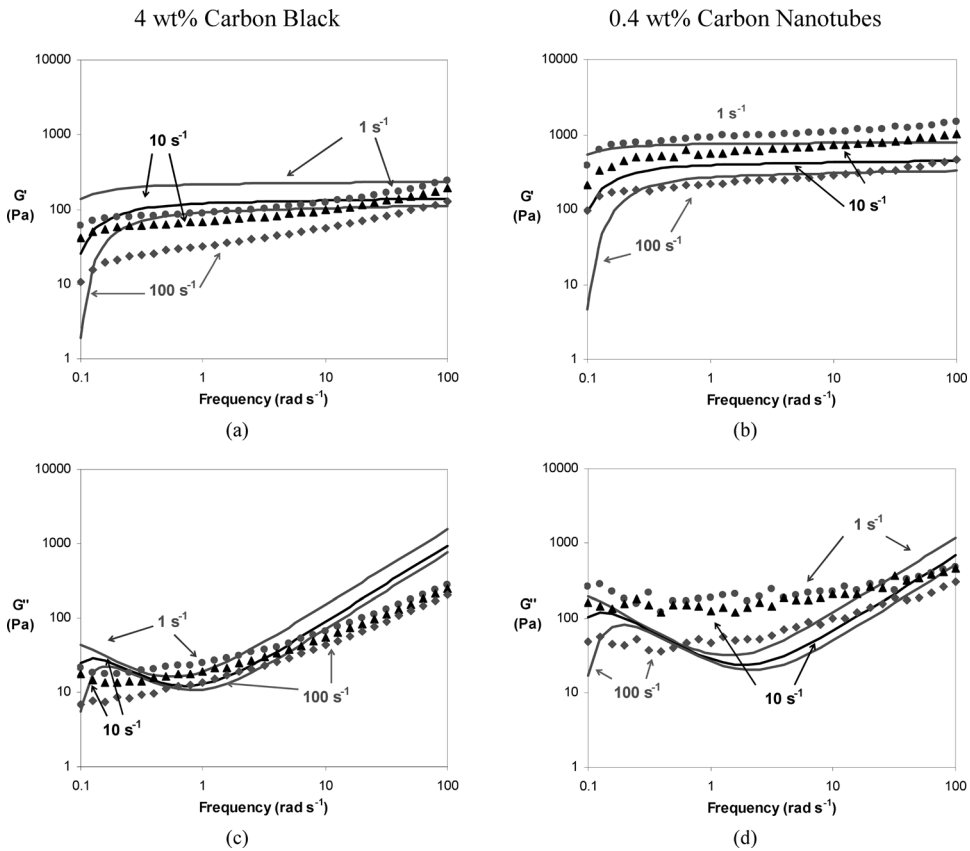 4 wt% Carbon Black
0.4 wt% Carbon Nanotubes
10000
1000
100
10
1
G'
(Pa)
10 s⁻¹
1 s⁻¹
100 s⁻¹
0.1
1
10
100
Frequency (rad s⁻¹)
(a)
10000
1000
100
10
1
G'
(Pa)
1 s⁻¹
10 s⁻¹
100 s⁻¹
0.1
1
10
100
Frequency (rad s⁻¹)
(b)
10000
1000
100
10
1
G''
(Pa)
1 s⁻¹
10 s⁻¹
100 s⁻¹
0.1
1
10
100
Frequency (rad s⁻¹)
(c)
10000
1000
100
10
1
G''
(Pa)
1 s⁻¹
100 s⁻¹
10 s⁻¹
0.1
1
10
100
Frequency (rad s⁻¹)
(d)